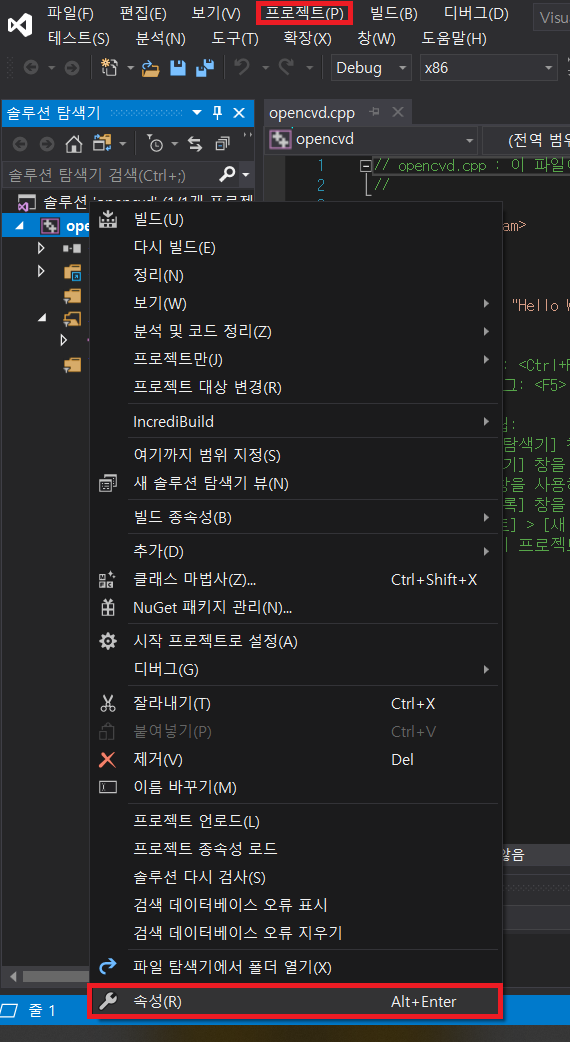 파일(F) 편집(E) 보기(V) 프로젝트(P) 빌드(B) 디버그(D) Visu
테스트(S) 분석(N) 도구(T) 확장(X) 창(W) 도움말(H)
Debug x86
솔루션 탐색기
opencvd.cpp
opencvd (전역 범위
솔루션 탐색기 검색(Ctrl+;)
1 // opencvd.cpp : 이 파일
2 //
솔루션 'opencvd' (1/1개 프로젝
ope
빌드(U)
am>
다시 빌드(E)
정리(N)
보기(W)
"Hello W
분석 및 코드 정리(Z)
프로젝트만(J)
: <Ctrl+F
프로젝트 대상 변경(R)
그: <F5>
IncrediBuild
탐색기]
여기까지 범위 지정(S)
기] 창을
새 솔루션 탐색기 뷰(N)
창을 사용
록] 창을
빌드 종속성(B)
] > [새
추가(D)
프로젝트
클래스 마법사(Z)... Ctrl+Shift+X
NuGet 패키지 관리(N)...
시작 프로젝트로 설정(A)
디버그(G)
잘라내기(T) Ctrl+X
붙여넣기(P) Ctrl+V
제거(V) Del
이름 바꾸기(M)
프로젝트 언로드(L)
프로젝트 종속성 로드
않음
솔루션 다시 검사(S)
검색 데이터베이스 오류 표시
검색 데이터베이스 오류 지우기
파일 탐색기에서 폴더 열기(X)
속성(R) Alt+Enter
줄 1